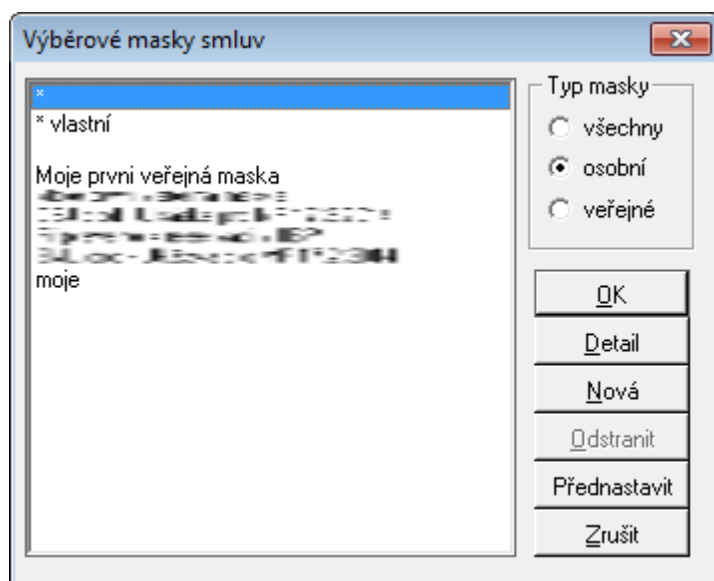 Výběrové masky smluv
*
* vlastní
Moje první veřejná maska
moje
Typ masky
všechny
osobní
veřejné
OK
Detail
Nová
Odstranit
Přednastavit
Zrušit